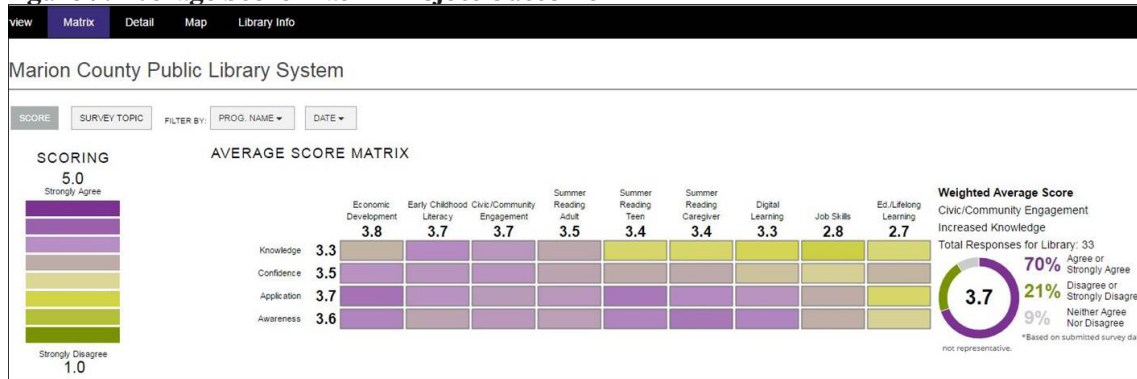 view Matrix Detail Map Library Info
Marion County Public Library System
SCORE SURVEY TOPIC FILTER BY: PROG. NAME DATE
SCORING
5.0
Strongly Agree
Strongly Disagree
1.0
AVERAGE SCORE MATRIX
Economic Development 3.8
Early Childhood Literacy 3.7
Civic/Community Engagement 3.7
Summer Reading Adult 3.5
Summer Reading Teen 3.4
Summer Reading Caregiver 3.4
Digital Learning 3.3
Job Skills 2.8
Ed./Lifelong Learning 2.7
Knowledge 3.3
Confidence 3.5
Application 3.7
Awareness 3.6
Weighted Average Score
Civic/Community Engagement
Increased Knowledge
Total Responses for Library: 33
3.7
70% Agree or Strongly Agree
21% Disagree or Strongly Disagre
9% Neither Agree Nor Disagree
*Based on submitted survey da
not representative.